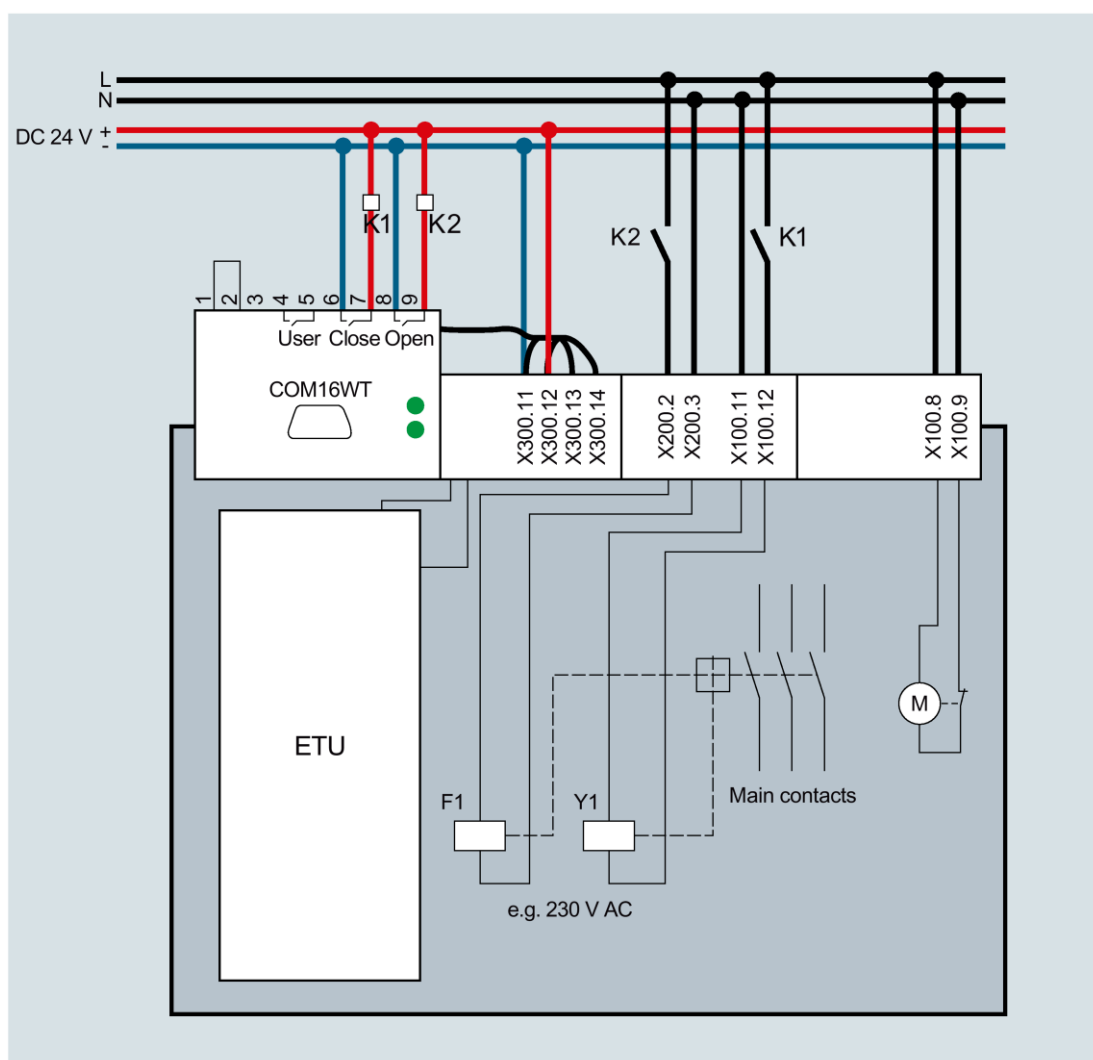 L
N
DC 24 V +
-
K1 K2
K2 K1
1 2 3 4 5 6 7 8 9
User Close Open
COM16WT
X300.11
X300.12
X300.13
X300.14
X200.2
X200.3
X100.11
X100.12
X100.8
X100.9
M
ETU
Main contacts
F1 Y1
e.g. 230 V AC